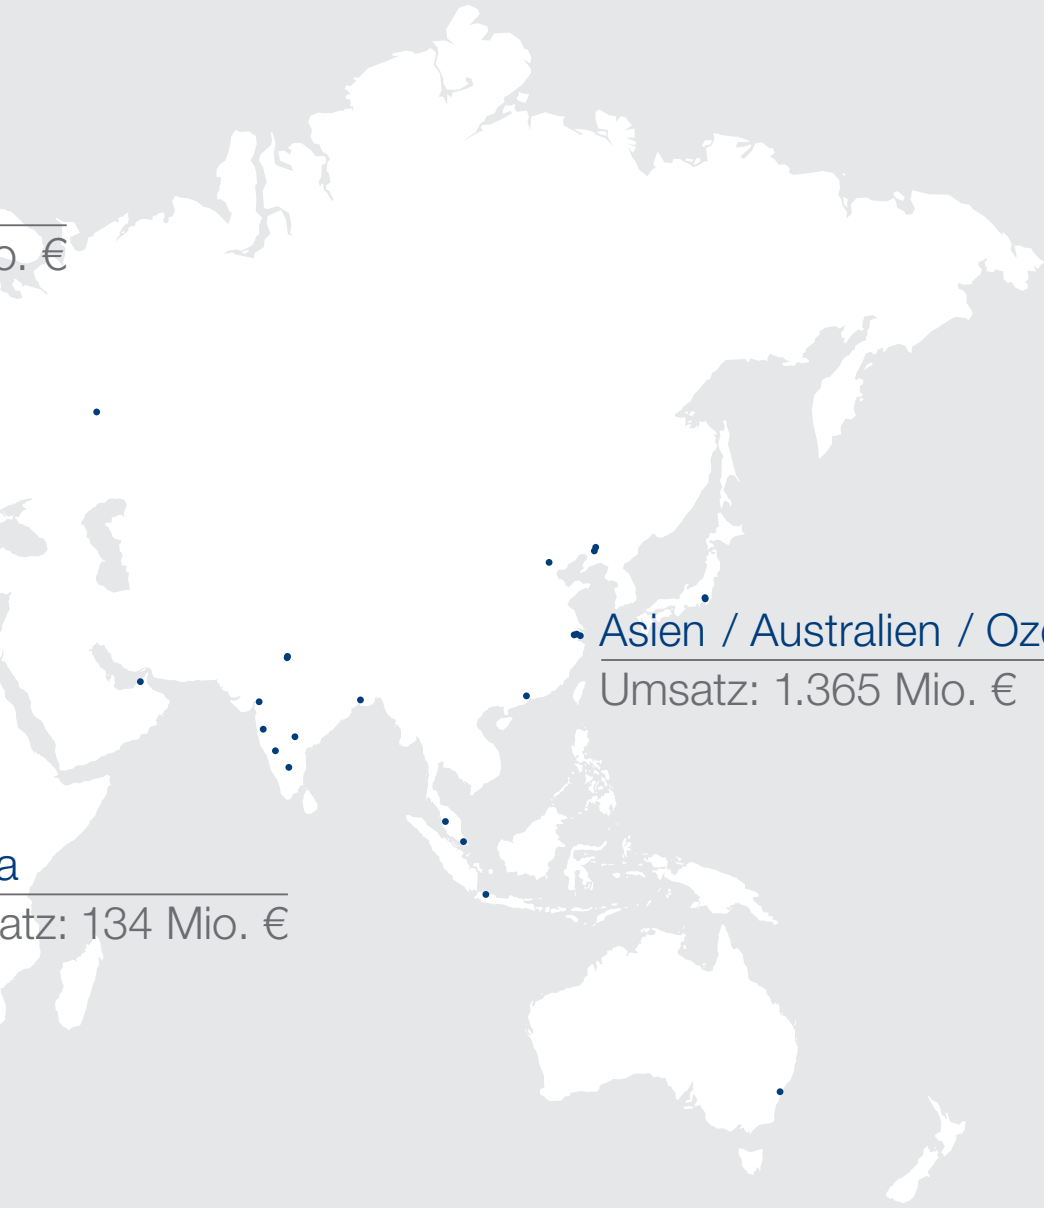 o. €
Asien / Australien / Oz
Umsatz: 1.365 Mio. €
a
atz: 134 Mio. €